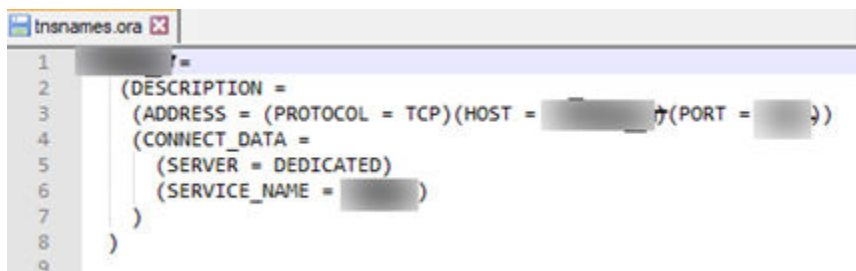 tnsnames.ora
1 =
2 (DESCRIPTION =
3 (ADDRESS = (PROTOCOL = TCP)(HOST = )(PORT = ))
4 (CONNECT_DATA =
5 (SERVER = DEDICATED)
6 (SERVICE_NAME = )
7 )
8 )
9